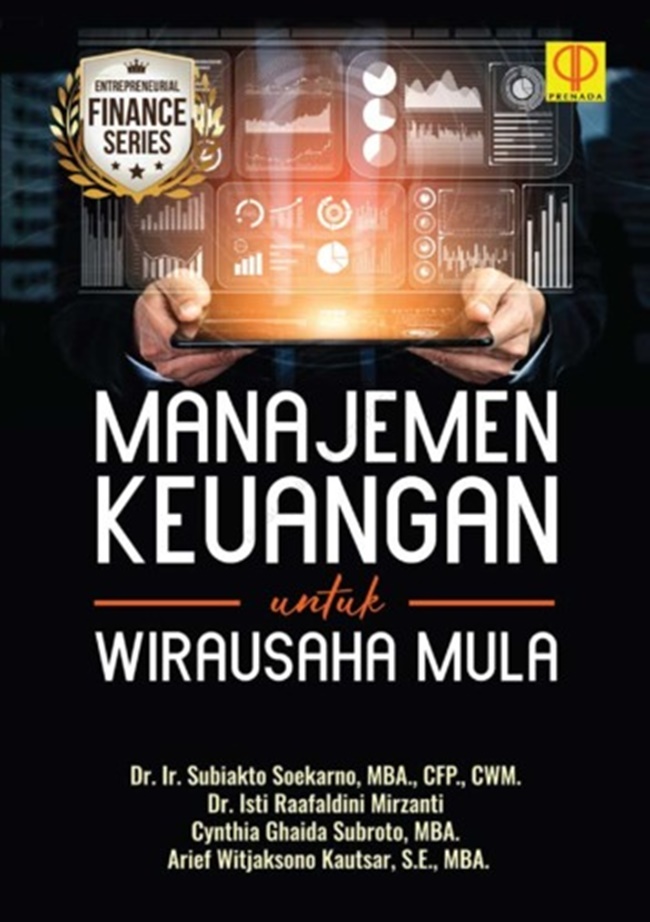 ENTREPRENEURIAL
FINANCE
SERIES
PRENADA
MANAJEMEN
KEUANGAN
untuk
WIRAUSAHA MULA
Dr. Ir. Subiakto Soekarno, MBA., CFP., CWM.
Dr. Isti Raafaldini Mirzanti
Cynthia Ghaida Subroto, MBA.
Arief Witjaksono Kautsar, S.E., MBA.